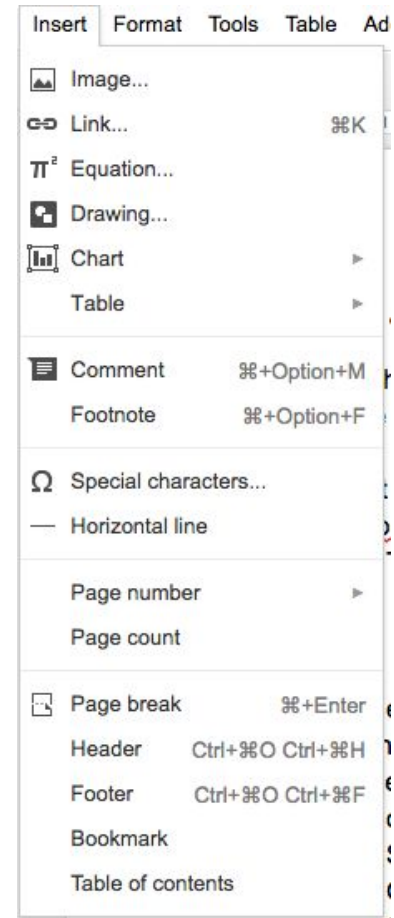 Insert Format Tools Table Ad
Image...
Link... ⌘K
Equation...
Drawing...
Chart ►
Table ►
Comment ⌘+Option+M
Footnote ⌘+Option+F
Special characters...
Horizontal line
Page number ►
Page count
Page break ⌘+Enter
Header Ctrl+⌘O Ctrl+⌘H
Footer Ctrl+⌘O Ctrl+⌘F
Bookmark
Table of contents